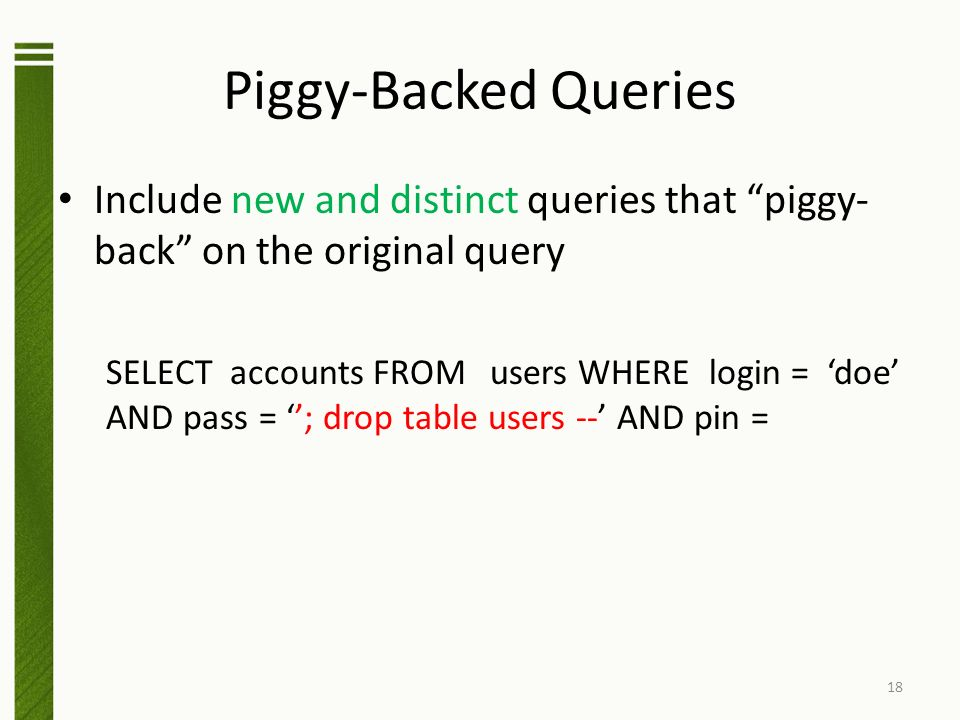 Piggy-Backed Queries
• Include new and distinct queries that “piggy-
back” on the original query
SELECT accounts FROM users WHERE login = ‘doe’
AND pass = ‘’; drop table users --’ AND pin =
18